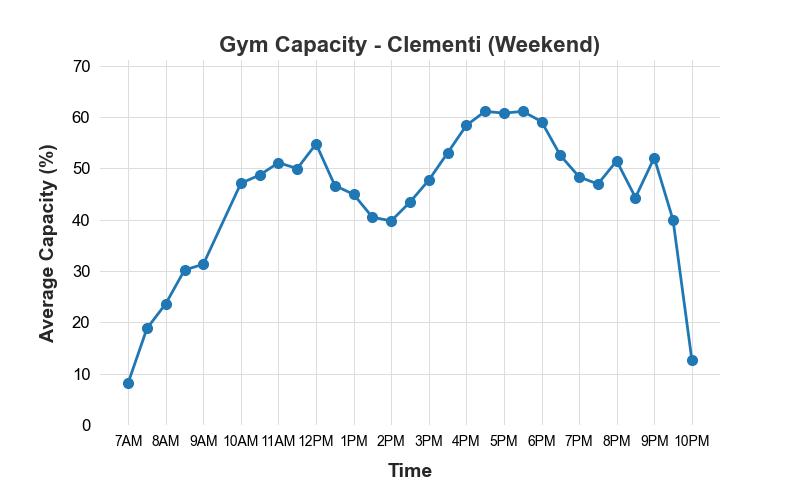 Gym Capacity - Clementi (Weekend)
Average Capacity (%)
70
60
50
40
30
20
10
0
7AM 8AM 9AM 10AM 11AM 12PM 1PM 2PM 3PM 4PM 5PM 6PM 7PM 8PM 9PM 10PM
Time